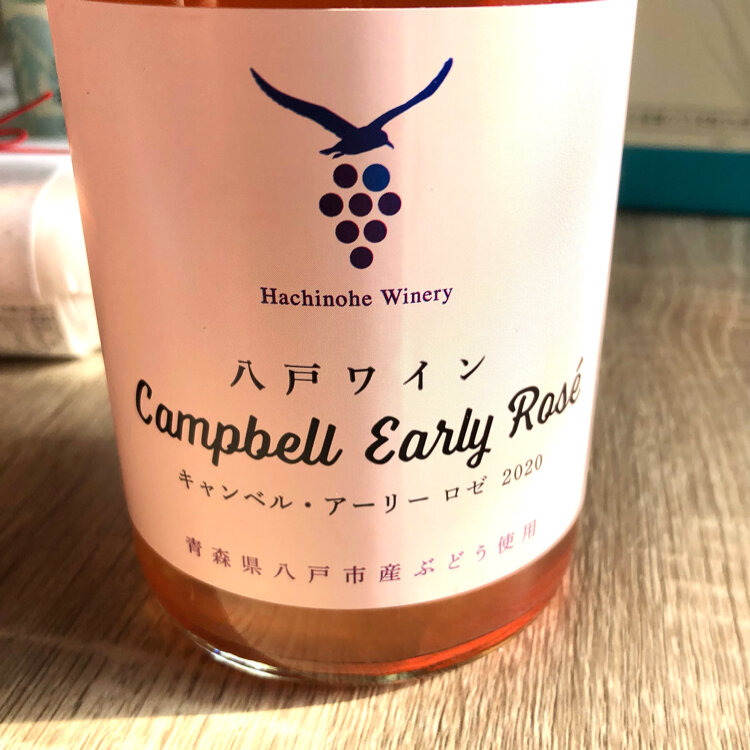 Hachinohe Winery
八戸ワイン
Campbell Early Rosé
キャンベル・アーリー ロゼ 2020
青森県八戸市産ぶどう使用